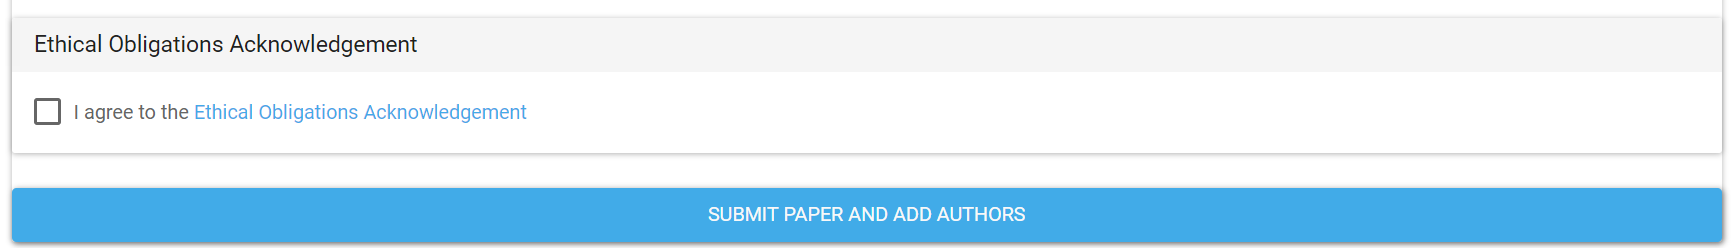 Ethical Obligations Acknowledgement
I agree to the Ethical Obligations Acknowledgement
SUBMIT PAPER AND ADD AUTHORS